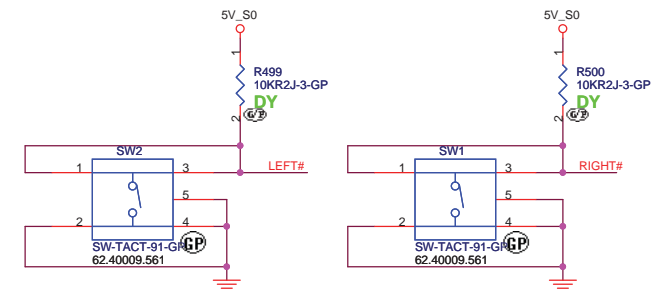 5V_S0
1
R499
10KR2J-3-GP
DY
G/P
2
SW2
1
3
LEFT#
5
2
4
SW-TACT-91-GP
GP
62.40009.561
5V_S0
1
R500
10KR2J-3-GP
DY
G/P
2
SW1
1
3
RIGHT#
5
2
4
SW-TACT-91-GP
GP
62.40009.561